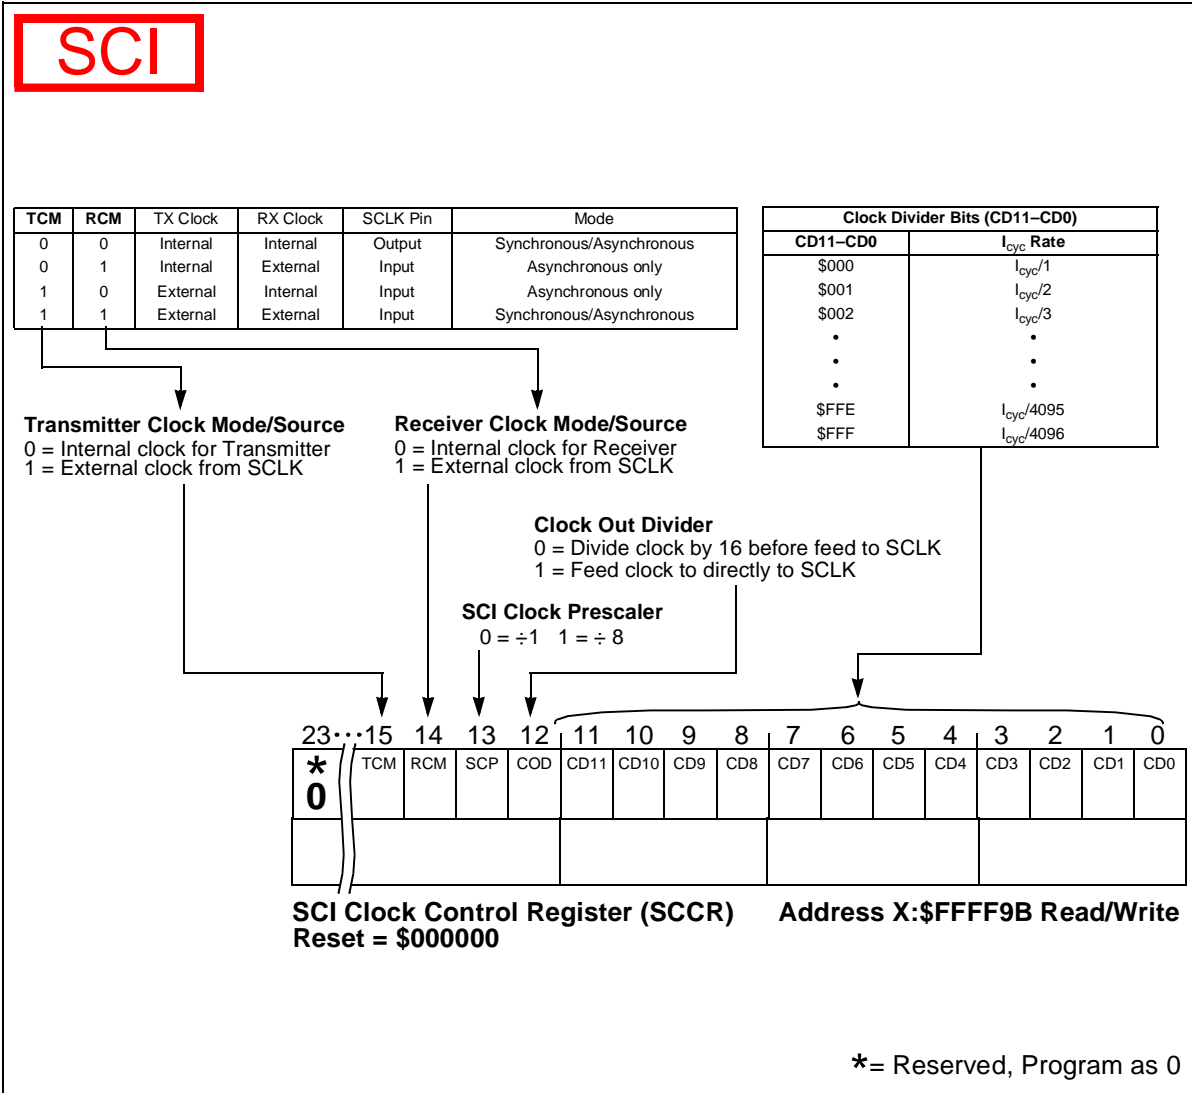 SCI
TCM RCM TX Clock RX Clock SCLK Pin Mode
0 0 Internal Internal Output Synchronous/Asynchronous
0 1 Internal External Input Asynchronous only
1 0 External Internal Input Asynchronous only
1 1 External External Input Synchronous/Asynchronous
Clock Divider Bits (CD11–CD0)
CD11–CD0 Icyc Rate
$000 Icyc/1
$001 Icyc/2
$002 Icyc/3
• •
• •
• •
$FFE Icyc/4095
$FFF Icyc/4096
Transmitter Clock Mode/Source
0 = Internal clock for Transmitter
1 = External clock from SCLK
Receiver Clock Mode/Source
0 = Internal clock for Receiver
1 = External clock from SCLK
Clock Out Divider
0 = Divide clock by 16 before feed to SCLK
1 = Feed clock to directly to SCLK
SCI Clock Prescaler
0 = ÷1 1 = ÷ 8
23···15 14 13 12 11 10 9 8 7 6 5 4 3 2 1 0
* TCM RCM SCP COD CD11 CD10 CD9 CD8 CD7 CD6 CD5 CD4 CD3 CD2 CD1 CD0
0
SCI Clock Control Register (SCCR) Address X:$FFFF9B Read/Write
Reset = $000000
*= Reserved, Program as 0